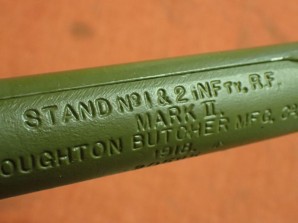 STAND No 1 & 2 INFTY. R.F.
MARK II
OUGHTON BUTCHER MFG. C
1918.